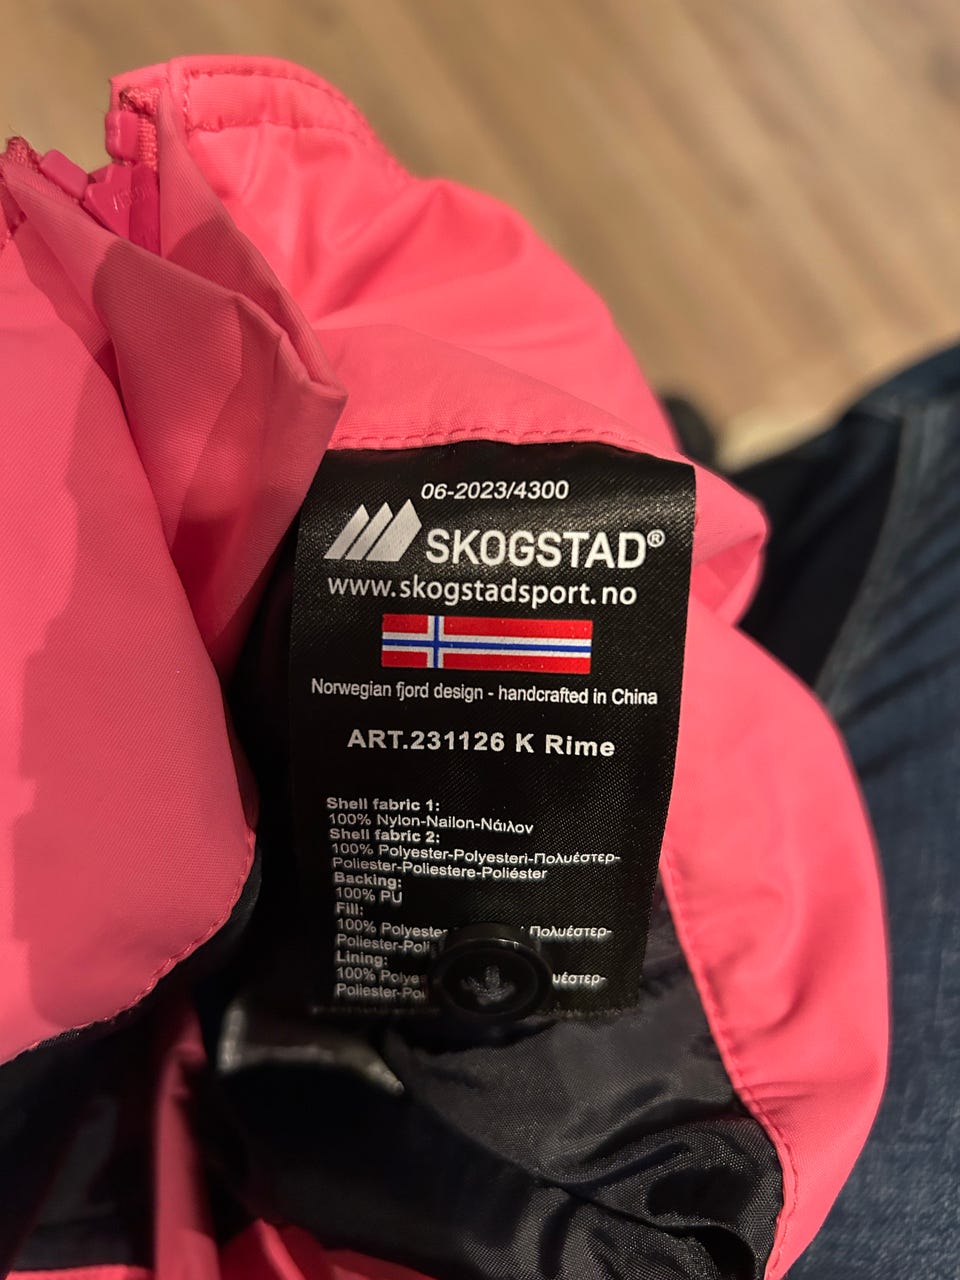 06-2023/4300
SKOGSTAD®
www.skogstadsport.no
Norwegian fjord design - handcrafted in China
ART.231126 K Rime
Shell fabric 1:
100% Nylon-Nailon-Νάιλον
Shell fabric 2:
100% Polyester-Polyesteri-Πολυέστερ-
Poliester-Poliestere-Poliéster
Backing:
100% PU
Fill:
100% Polyester Πολυέστερ-
Lining:
100%